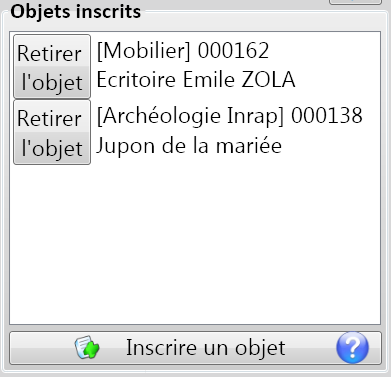 Objets inscrits
Retirer l'objet
[Mobilier] 000162
Ecritoire Emile ZOLA
Retirer l'objet
[Archéologie Inrap] 000138
Jupon de la mariée
Inscrire un objet
?